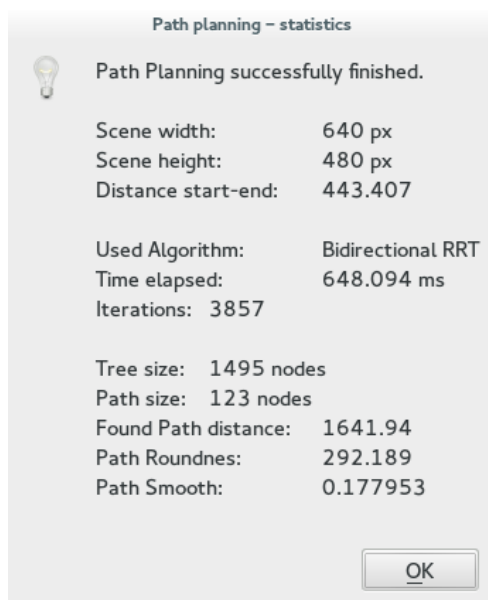 Path planning – statistics
Path Planning successfully finished.
Scene width: 640 px
Scene height: 480 px
Distance start-end: 443.407
Used Algorithm: Bidirectional RRT
Time elapsed: 648.094 ms
Iterations: 3857
Tree size: 1495 nodes
Path size: 123 nodes
Found Path distance: 1641.94
Path Roundnes: 292.189
Path Smooth: 0.177953
OK